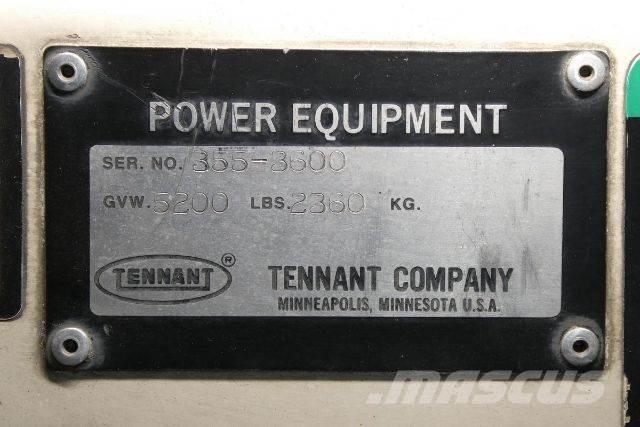 POWER EQUIPMENT
SER. NO. 355-3600
GVW. 5200 LBS. 2360 KG.
TENNANT ®
TENNANT COMPANY
MINNEAPOLIS, MINNESOTA U.S.A.
mascus